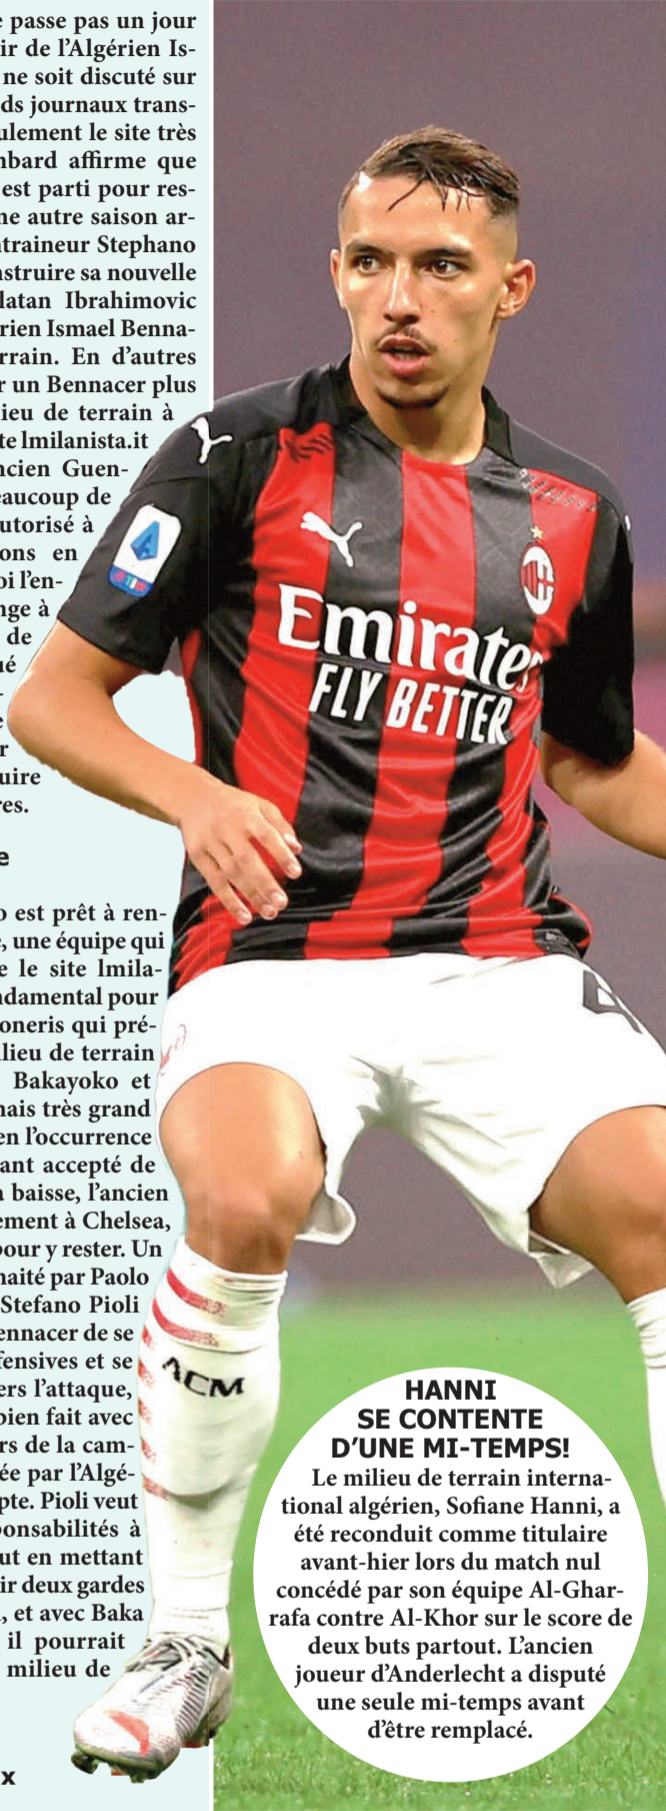 e passe pas un jour
ir de l’Algérien Is-
ne soit discuté sur
ds journaux trans-
ulement le site très
mbard affirme que
est parti pour res-
ne autre saison ar-
ntraineur Stephano
nstruire sa nouvelle
latan Ibrahimovic
rien Ismael Benna-
rrain. En d’autres
r un Bennacer plus
ieu de terrain à
te lmilanista.it
ncien Guen-
eaucoup de
utorisé à
ons en
oi l’en-
nge à
de
ué
-
e
r
uire
res.
e
o est prêt à ren-
e, une équipe qui
e le site lmila-
ndamental pour
oneris qui pré-
ilieu de terrain
Bakayoko et
mais très grand
en l’occurrence
ant accepté de
a baisse, l’ancien
ement à Chelsea,
pour y rester. Un
haité par Paolo
Stefano Pioli
ennacer de se
fensives et se
ers l’attaque,
bien fait avec
rs de la cam-
ée par l’Algé-
pte. Pioli veut
ponsabilités à
ut en mettant
ir deux gardes
, et avec Baka
il pourrait
milieu de
x
Emirates
FLY BETTER
ACM
HANNI
SE CONTENTE
D’UNE MI-TEMPS!
Le milieu de terrain interna-
tional algérien, Sofiane Hanni, a
été reconduit comme titulaire
avant-hier lors du match nul
concédé par son équipe Al-Ghar-
rafa contre Al-Khor sur le score de
deux buts partout. L’ancien
joueur d’Anderlecht a disputé
une seule mi-temps avant
d’être remplacé.